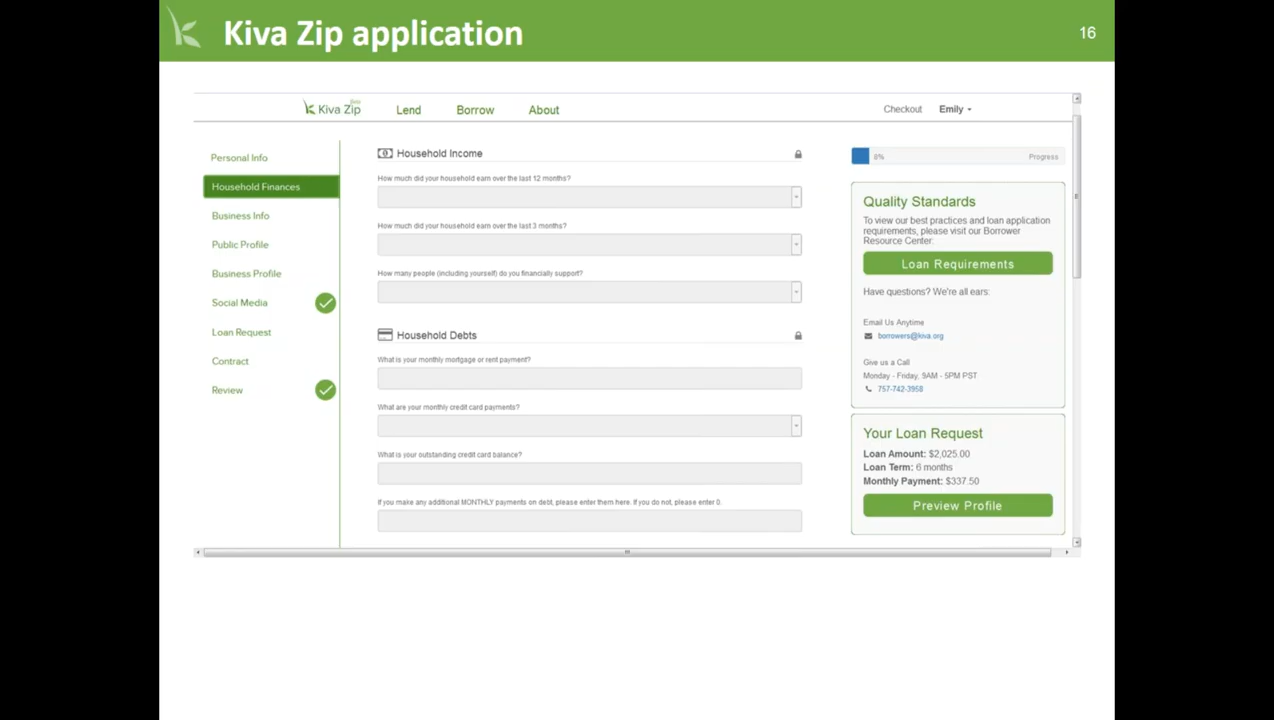 Kiva Zip application
16
Kiva Zip
Lend
Borrow
About
Checkout
Emily
Personal Info
Household Finances
Business Info
Public Profile
Business Profile
Social Media
Loan Request
Contract
Review
Household Income
How much did your household earn over the last 12 months?
How much did your household earn over the last 3 months?
How many people (including yourself) do you financially support?
Household Debts
What is your monthly mortgage or rent payment?
What are your monthly credit card payments?
What is your outstanding credit card balance?
If you make any additional MONTHLY payments on debt, please enter them here. If you do not, please enter 0.
6%
Progress
Quality Standards
To view our best practices and loan application
requirements, please visit our Borrower
Resource Center:
Loan Requirements
Have questions? We're all ears:
Email Us Anytime
borrowers@kiva.org
Give us a Call
Monday - Friday, 9AM - 5PM PST
757-742-3958
Your Loan Request
Loan Amount: $2,025.00
Loan Term: 6 months
Monthly Payment: $337.50
Preview Profile